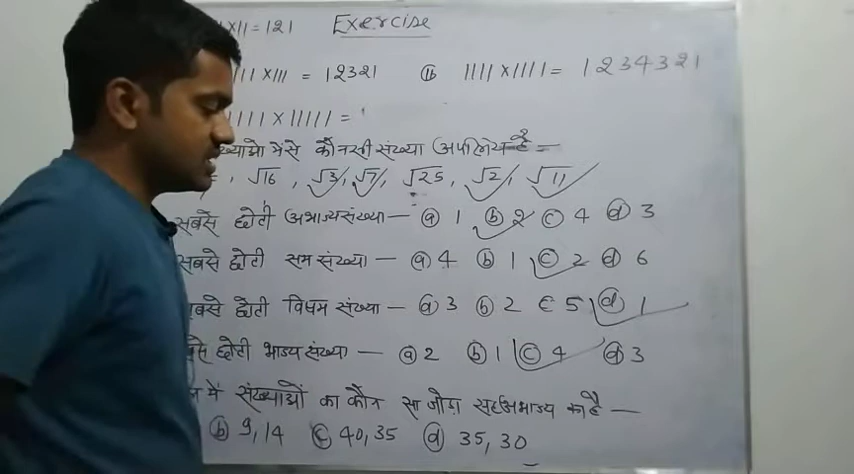 ×11 = 121 Exercise
111 ×111 = 12321 ⓑ 1111 ×1111 = 1234321
1111 × 11111 =
में से कौनसी संख्या अपरिमेय है =
, √16 , √3, √7, √25 , √2, √11
सबसे छोटी अभाज्य संख्या — ⓐ 1 ⓑ 2 ⓒ 4 ⓓ 3
सबसे छोटी सम संख्या — ⓐ 4 ⓑ 1 ⓒ 2 ⓓ 6
सबसे छोटी विषम संख्या — ⓐ 3 ⓑ 2 C 5 ⓓ 1
से छोटी भाज्य संख्या — ⓐ 2 ⓑ 1 ⓒ 4 ⓓ 3
में संख्याओं का कौन सा जोड़ा सहअभाज्य का है —
ⓑ 9, 14 ⓒ 40, 35 ⓓ 35, 30